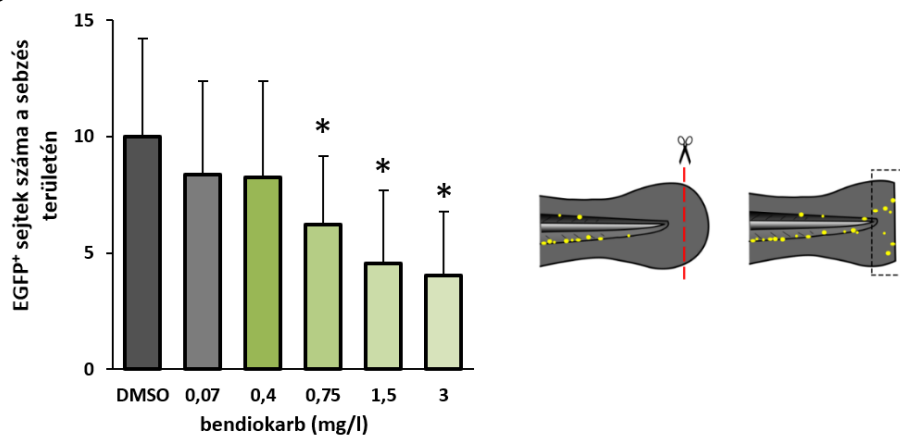 15
10
5
0
EGFP⁺ sejtek száma a sebzés
területén
*
*
*
DMSO 0,07 0,4 0,75 1,5 3
bendiokarb (mg/l)